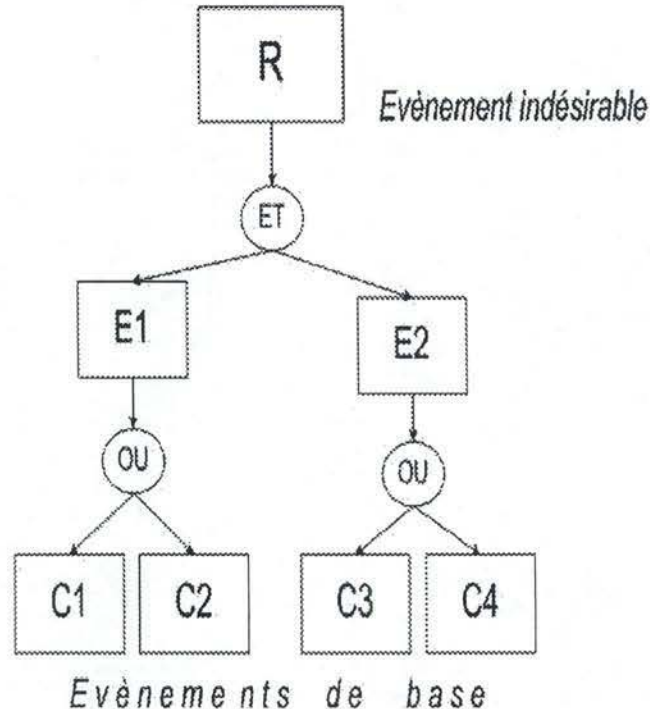 R
Evènement indésirable
ET
E1
E2
OU
OU
C1
C2
C3
C4
Evènements de base